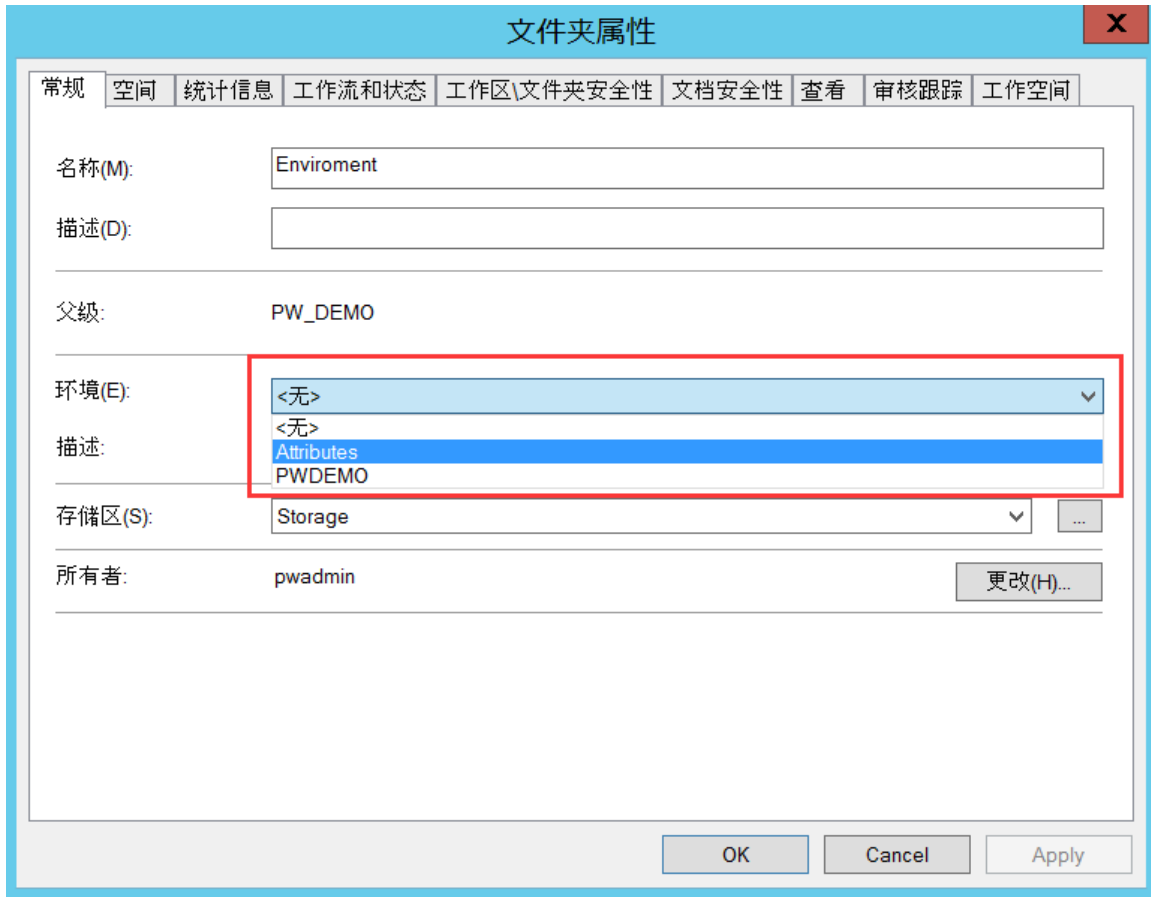 文件夹属性
X
常规 空间 统计信息 工作流和状态 工作区\文件夹安全性 文档安全性 查看 审核跟踪 工作空间
名称(M): Enviroment
描述(D):
父级: PW_DEMO
环境(E): <无>
<无>
描述: Attributes
PWDEMO
存储区(S): Storage ...
所有者: pwadmin 更改(H)...
OK Cancel Apply